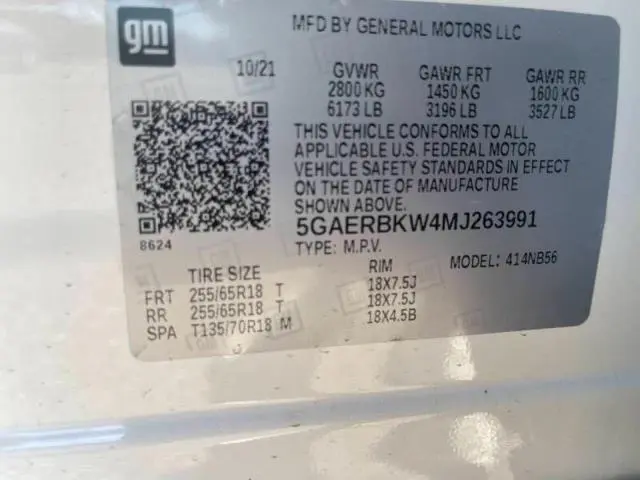 gm
MFD BY GENERAL MOTORS LLC
10/21 GVWR GAWR FRT GAWR RR
2800 KG 1450 KG 1600 KG
6173 LB 3196 LB 3527 LB
THIS VEHICLE CONFORMS TO ALL
APPLICABLE U.S. FEDERAL MOTOR
VEHICLE SAFETY STANDARDS IN EFFECT
ON THE DATE OF MANUFACTURE
SHOWN ABOVE.
8624
5GAERBKW4MJ263991
TYPE: M.P.V. MODEL: 414NB56
TIRE SIZE RIM
FRT 255/65R18 T 18X7.5J
RR 255/65R18 T 18X7.5J
SPA T135/70R18 M 18X4.5B